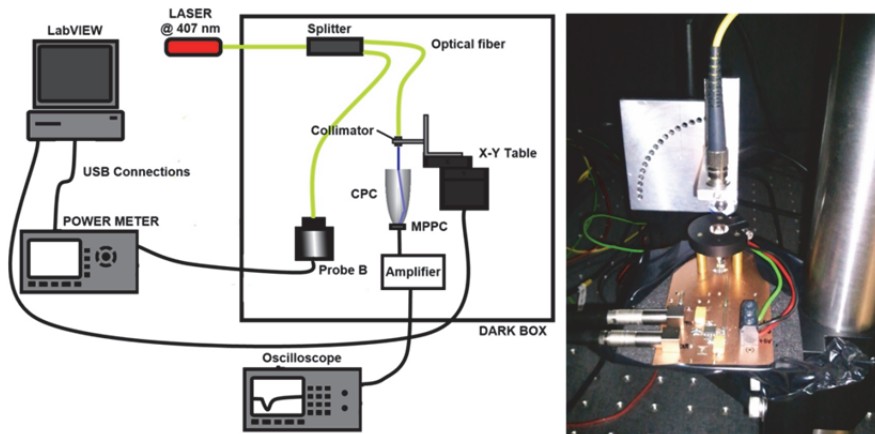 LASER
@ 407 nm
LabVIEW
Splitter
Optical fiber
Collimator
X-Y Table
USB Connections
CPC
POWER METER
MPPC
Probe B
Amplifier
DARK BOX
Oscilloscope